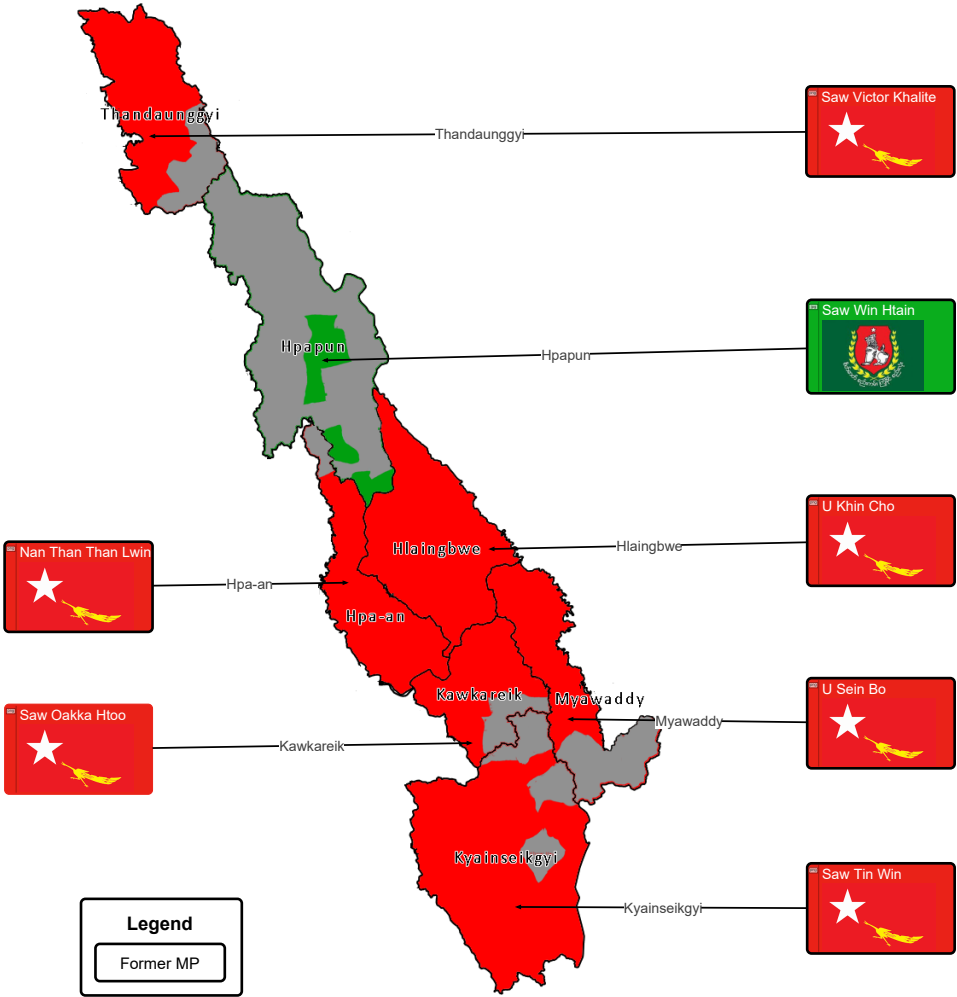 Thandaunggyi
Thandaunggyi
Saw Victor Khalite
Hpapun
Hpapun
Saw Win Htain
Hlaingbwe
Hlaingbwe
U Khin Cho
Nan Than Than Lwin
Hpa-an
Hpa-an
Saw Oakka Htoo
Kawkareik
Kawkareik
Myawaddy
Myawaddy
U Sein Bo
Kyainseikgyi
Kyainseikgyi
Saw Tin Win
Legend
Former MP